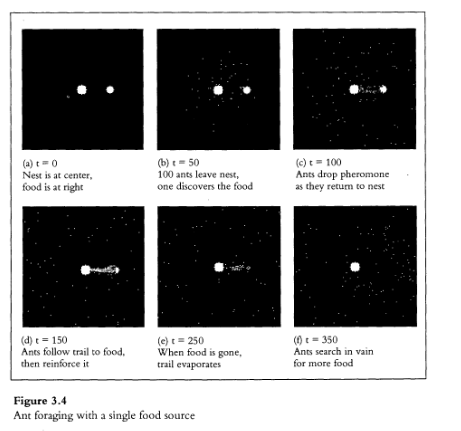 (a) t = 0
Nest is at center,
food is at right
(b) t = 50
100 ants leave nest,
one discovers the food
(c) t = 100
Ants drop pheromone
as they return to nest
(d) t = 150
Ants follow trail to food,
then reinforce it
(e) t = 250
When food is gone,
trail evaporates
(f) t = 350
Ants search in vain
for more food
Figure 3.4
Ant foraging with a single food source